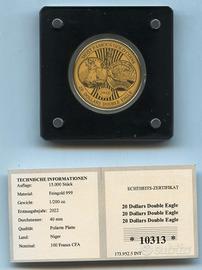 TECHNISCHE INFORMATIONEN
Auflage: 15.000 Stück
Material: Feingold 999
Gewicht: 1/200 oz
Erstausgabejahr: 2022
Durchmesser: 40 mm
Qualität: Polierte Platte
Land: Niger
Nominal: 100 Francs CFA
ECHTHEITS-ZERTIFIKAT
20 Dollars Double Eagle
20 Dollars Double Eagle
20 Dollars Double Eagle
* 10313 *